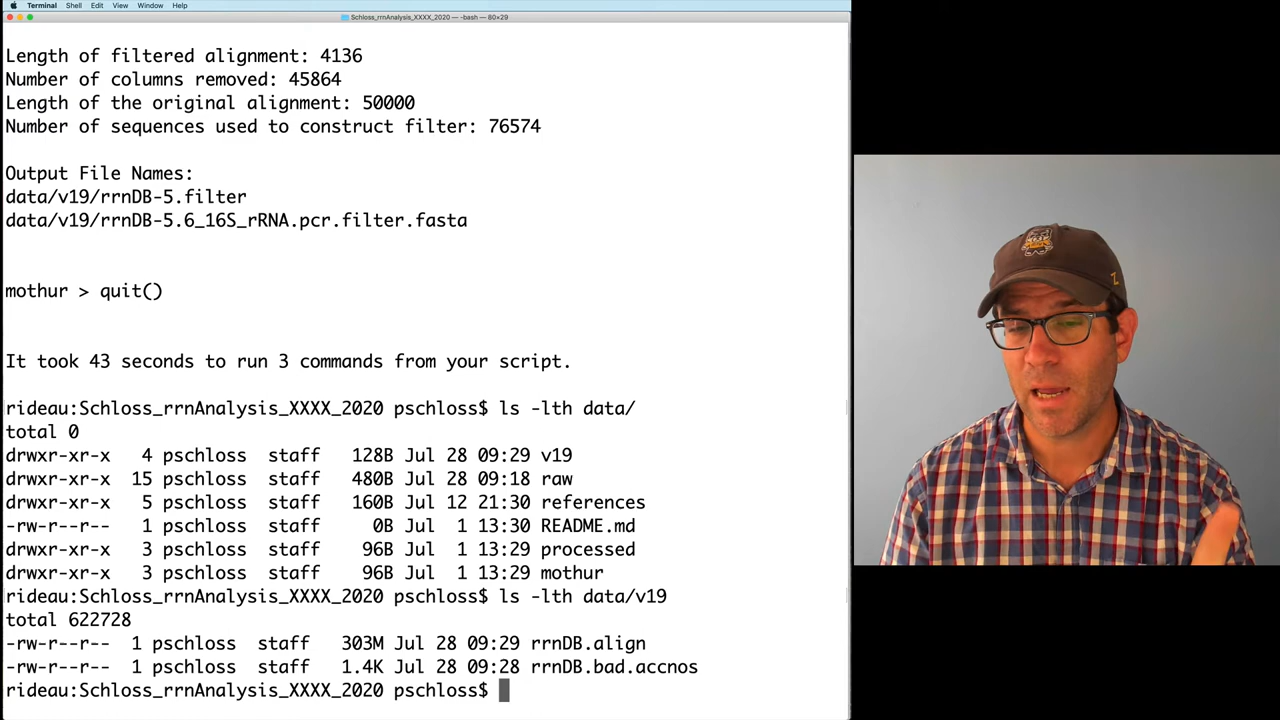 Terminal Shell Edit View Window Help
Schloss_rrnAnalysis_XXXX_2020 — -bash — 80×29
Length of filtered alignment: 4136
Number of columns removed: 45864
Length of the original alignment: 50000
Number of sequences used to construct filter: 76574
Output File Names:
data/v19/rrnDB-5.filter
data/v19/rrnDB-5.6_16S_rRNA.pcr.filter.fasta
mothur > quit()
It took 43 seconds to run 3 commands from your script.
rideau:Schloss_rrnAnalysis_XXXX_2020 pschloss$ ls -lth data/
total 0
drwxr-xr-x 4 pschloss staff 128B Jul 28 09:29 v19
drwxr-xr-x 15 pschloss staff 480B Jul 28 09:18 raw
drwxr-xr-x 5 pschloss staff 160B Jul 12 21:30 references
-rw-r--r-- 1 pschloss staff 0B Jul 1 13:30 README.md
drwxr-xr-x 3 pschloss staff 96B Jul 1 13:29 processed
drwxr-xr-x 3 pschloss staff 96B Jul 1 13:29 mothur
rideau:Schloss_rrnAnalysis_XXXX_2020 pschloss$ ls -lth data/v19
total 622728
-rw-r--r-- 1 pschloss staff 303M Jul 28 09:29 rrnDB.align
-rw-r--r-- 1 pschloss staff 1.4K Jul 28 09:28 rrnDB.bad.accnos
rideau:Schloss_rrnAnalysis_XXXX_2020 pschloss$
Z